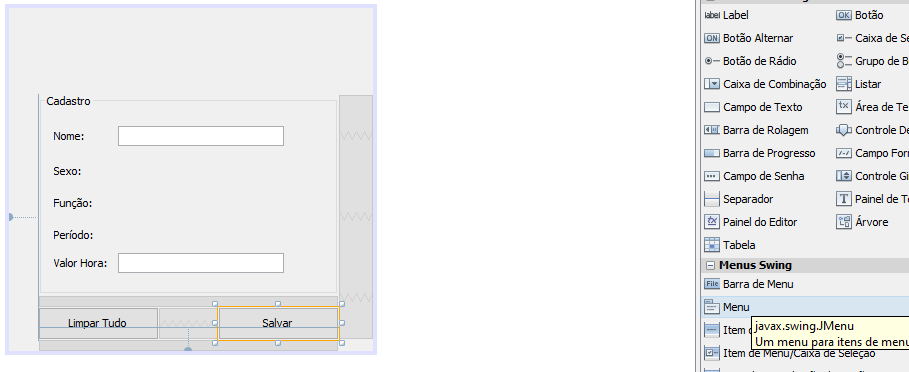 Cadastro
Nome:
Sexo:
Função:
Período:
Valor Hora:
Limpar Tudo
Salvar
label Label
OK Botão
ON Botão Alternar
Caixa de Se
Botão de Rádio
Grupo de B
Caixa de Combinação
Listar
Campo de Texto
tx Área de Te
Barra de Rolagem
Controle De
Barra de Progresso
Campo For
Campo de Senha
Controle Gi
Separador
T Painel de T
Painel do Editor
Árvore
Tabela
Menus Swing
File Barra de Menu
Menu
javax.swing.JMenu
Item
Um menu para itens de menu
Item de Menu/Caixa de Seleção